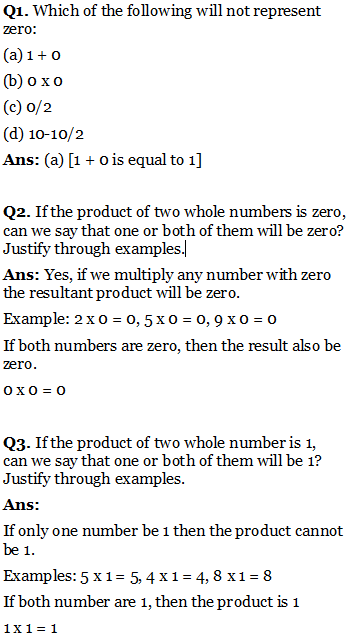 Q1. Which of the following will not represent
zero:
(a) 1 + 0
(b) 0 x 0
(c) 0/2
(d) 10-10/2
Ans: (a) [1 + 0 is equal to 1]
Q2. If the product of two whole numbers is zero,
can we say that one or both of them will be zero?
Justify through examples.
Ans: Yes, if we multiply any number with zero
the resultant product will be zero.
Example: 2 x 0 = 0, 5 x 0 = 0, 9 x 0 = 0
If both numbers are zero, then the result also be
zero.
0 x 0 = 0
Q3. If the product of two whole number is 1,
can we say that one or both of them will be 1?
Justify through examples.
Ans:
If only one number be 1 then the product cannot
be 1.
Examples: 5 x 1 = 5, 4 x 1 = 4, 8 x 1 = 8
If both number are 1, then the product is 1
1 x 1 = 1